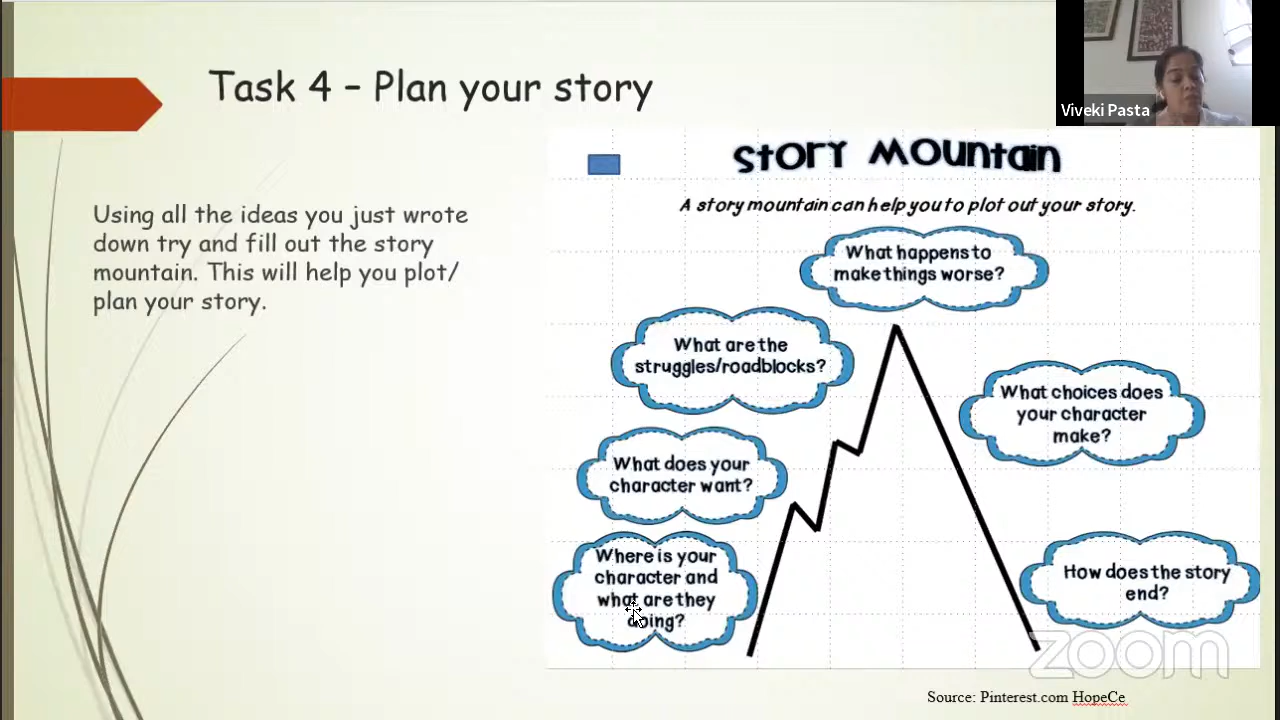 Task 4 – Plan your story
Viveki Pasta
Using all the ideas you just wrote
down try and fill out the story
mountain. This will help you plot/
plan your story.
Story Mountain
A story mountain can help you to plot out your story.
What happens to
make things worse?
What are the
struggles/roadblocks?
What choices does
your character
make?
What does your
character want?
Where is your
character and
what are they
doing?
How does the story
end?
zoom
Source: Pinterest.com HopeCe